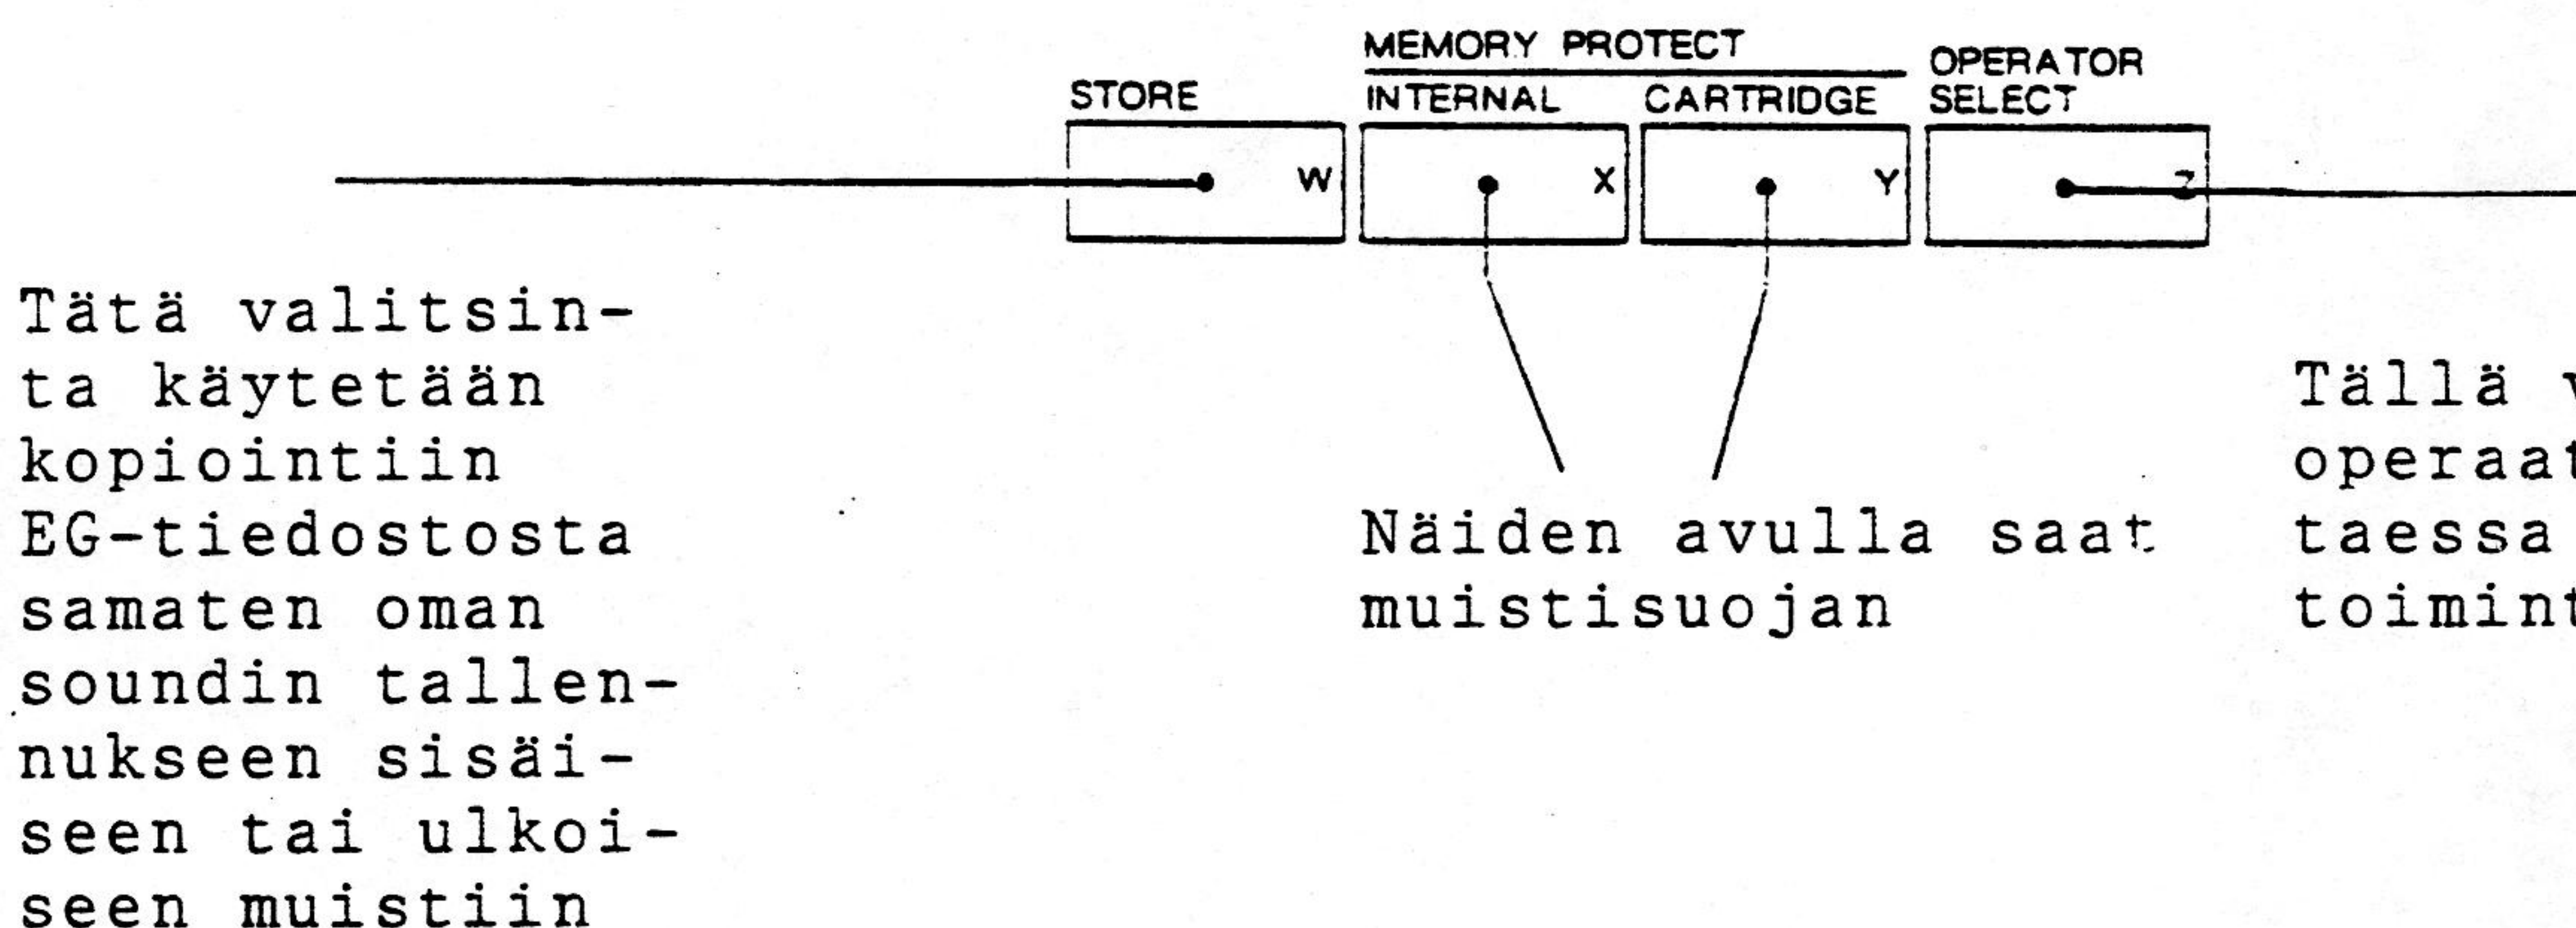 MEMORY PROTECT
OPERATOR
STORE INTERNAL CARTRIDGE SELECT
W X Y Z
Tätä valitsin-
ta käytetään
kopiointiin
EG-tiedostosta
samaten oman
soundin tallen-
nukseen sisäi-
seen tai ulkoi-
seen muistiin
Näiden avulla saat
muistisuojan
Tällä